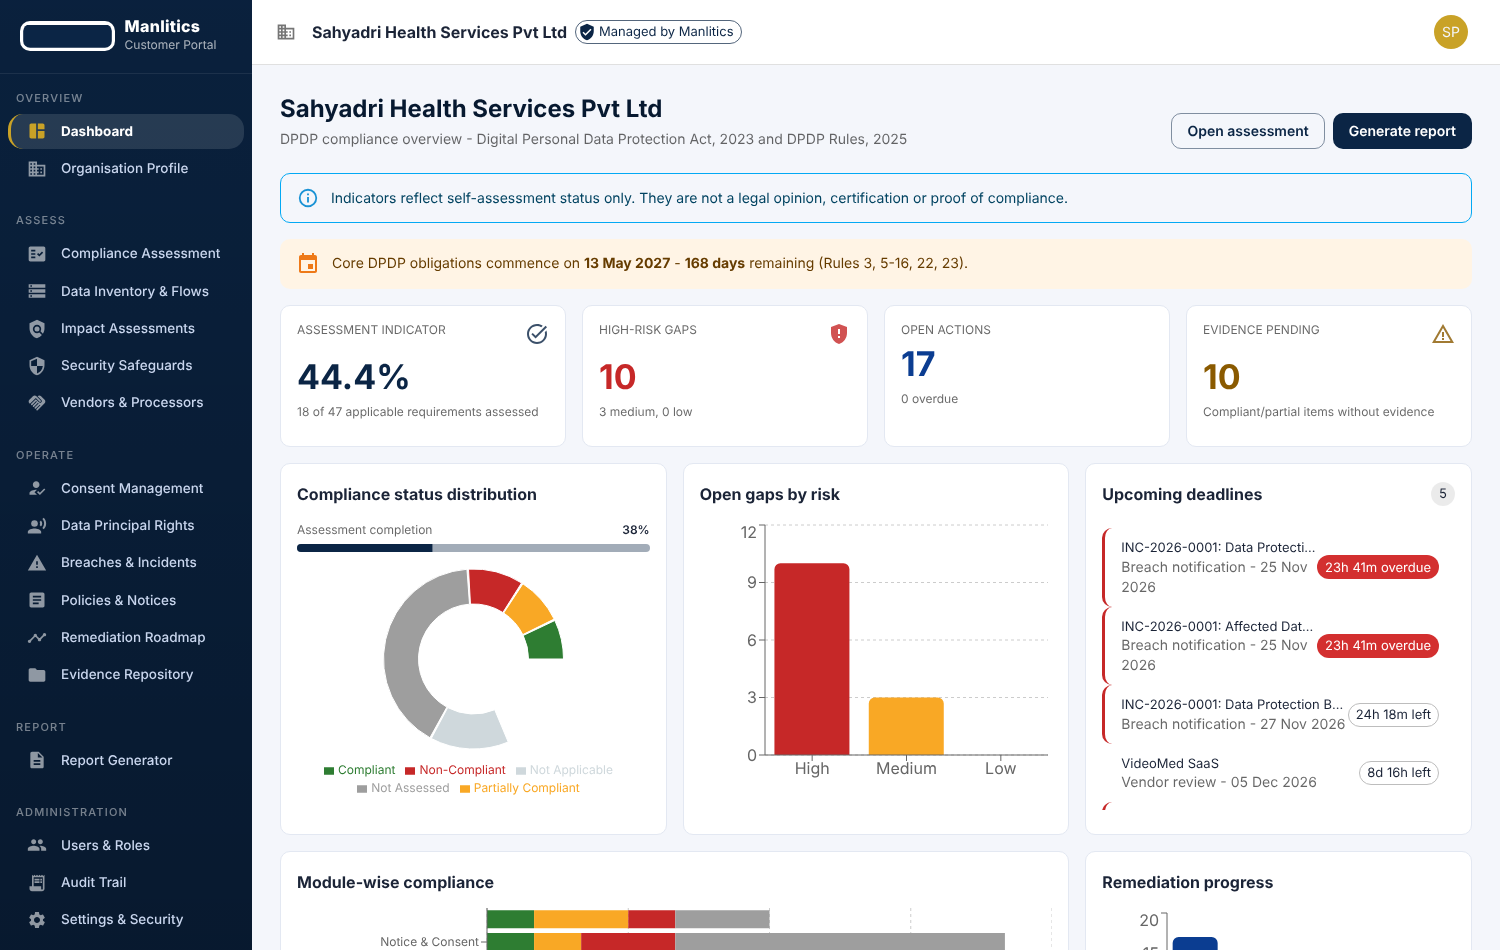 Manlitics
Customer Portal
OVERVIEW
Dashboard
Organisation Profile
ASSESS
Compliance Assessment
Data Inventory & Flows
Impact Assessments
Security Safeguards
Vendors & Processors
OPERATE
Consent Management
Data Principal Rights
Breaches & Incidents
Policies & Notices
Remediation Roadmap
Evidence Repository
REPORT
Report Generator
ADMINISTRATION
Users & Roles
Audit Trail
Settings & Security
Sahyadri Health Services Pvt Ltd
Managed by Manlitics
SP
Sahyadri Health Services Pvt Ltd
DPDP compliance overview - Digital Personal Data Protection Act, 2023 and DPDP Rules, 2025
Open assessment
Generate report
Indicators reflect self-assessment status only. They are not a legal opinion, certification or proof of compliance.
Core DPDP obligations commence on 13 May 2027 - 168 days remaining (Rules 3, 5-16, 22, 23).
ASSESSMENT INDICATOR
44.4%
18 of 47 applicable requirements assessed
HIGH-RISK GAPS
10
3 medium, 0 low
OPEN ACTIONS
17
0 overdue
EVIDENCE PENDING
10
Compliant/partial items without evidence
Compliance status distribution
Assessment completion
38%
Compliant
Non-Compliant
Not Applicable
Not Assessed
Partially Compliant
Open gaps by risk
12
9
6
3
0
High
Medium
Low
Upcoming deadlines
5
INC-2026-0001: Data Protecti...
Breach notification - 25 Nov
2026
23h 41m overdue
INC-2026-0001: Affected Dat...
Breach notification - 25 Nov
2026
23h 41m overdue
INC-2026-0001: Data Protection B...
Breach notification - 27 Nov 2026
24h 18m left
VideoMed SaaS
Vendor review - 05 Dec 2026
8d 16h left
Module-wise compliance
Notice & Consent
Remediation progress
20
15